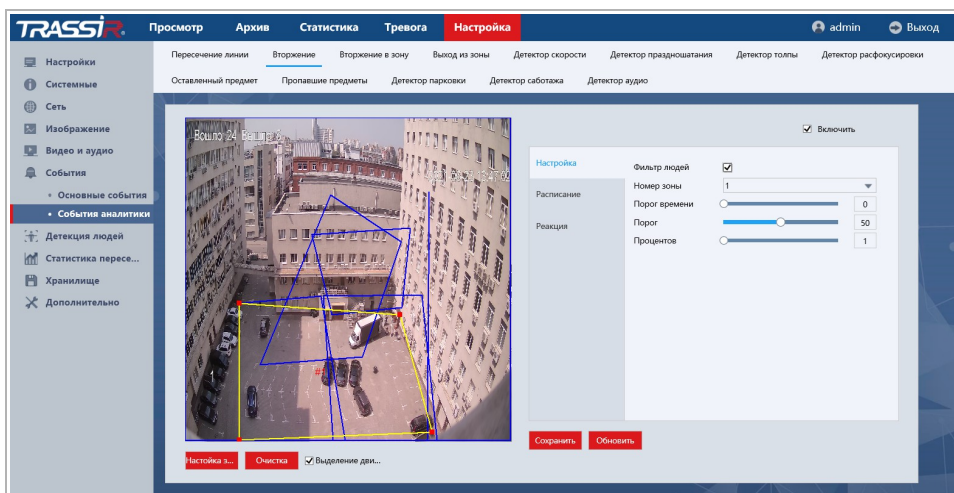 TRASSIR
Просмотр Архив Статистика Тревога Настройка admin Выход
Пересечение линии Вторжение Вторжение в зону Выход из зоны Детектор скорости Детектор праздношатания Детектор толпы Детектор расфокусировки
Оставленный предмет Пропавшие предметы Детектор парковки Детектор саботажа Детектор аудио
Настройки
Системные
Сеть
Изображение
Видео и аудио
События
• Основные события
• События аналитики
Детекция людей
Статистика пересе...
Хранилище
Дополнительно
Вошло 24
Включить
Настройка
Расписание
Реакция
Фильтр людей
Номер зоны 1
Порог времени 0
Порог 50
Процентов 1
Сохранить Обновить
Настойка з... Очистка Выделение дви...